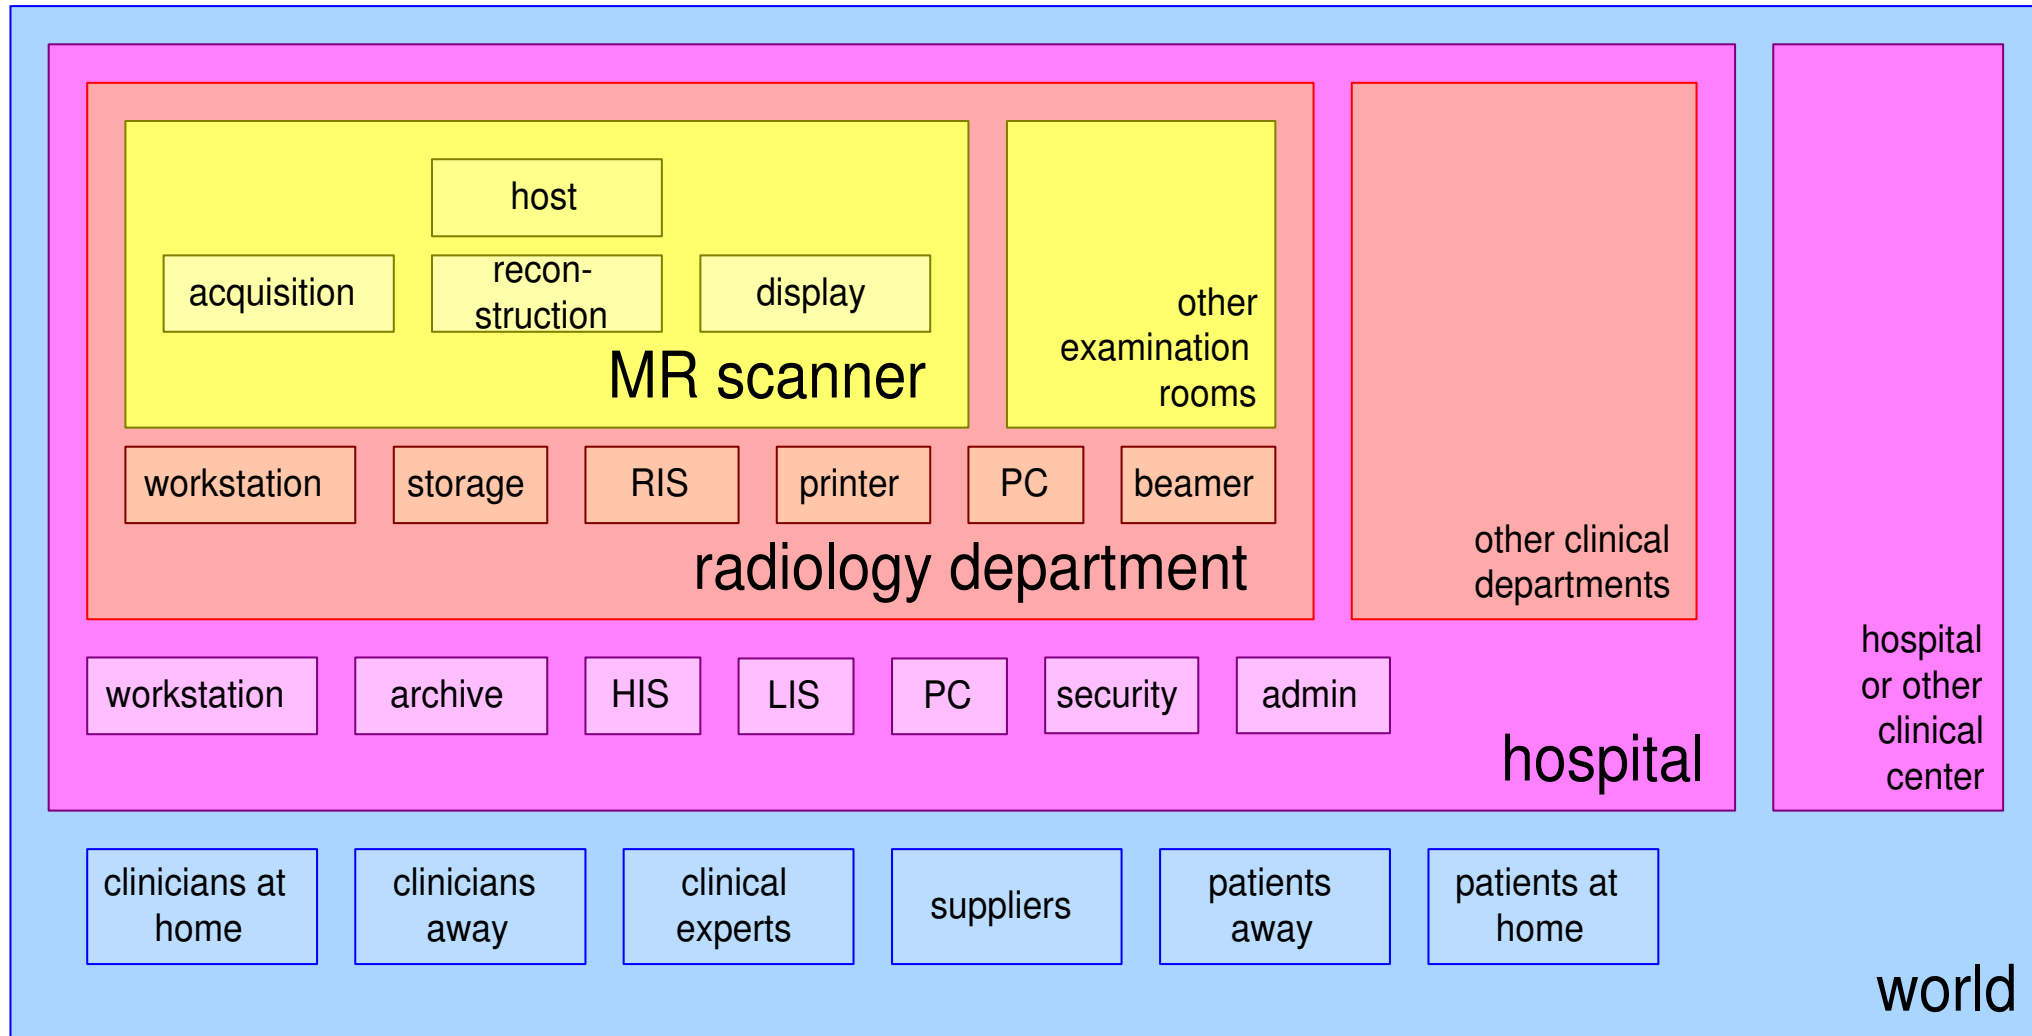 host
acquisition
recon-
struction
display
MR scanner
other
examination
rooms
workstation
storage
RIS
printer
PC
beamer
radiology department
other clinical
departments
workstation
archive
HIS
LIS
PC
security
admin
hospital
hospital
or other
clinical
center
clinicians at
home
clinicians
away
clinical
experts
suppliers
patients
away
patients at
home
world